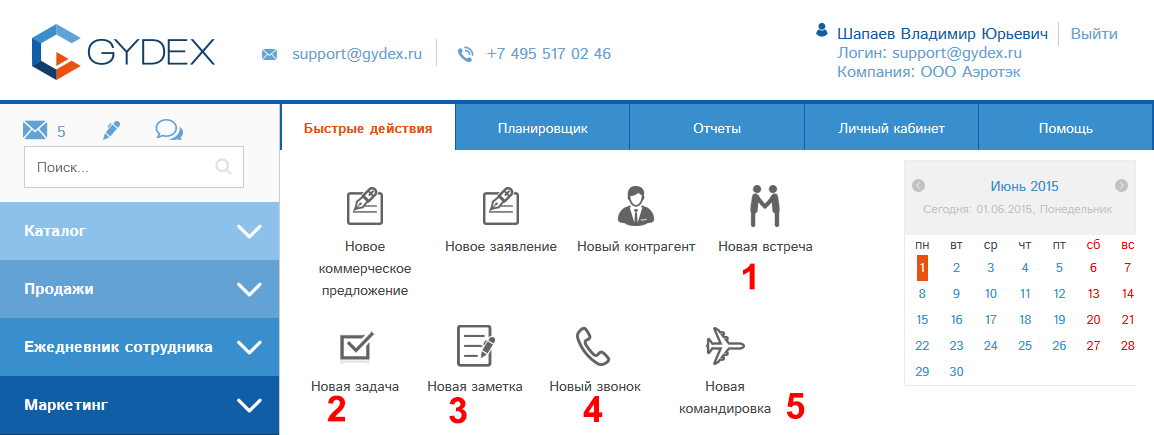 GYDEX
support@gydex.ru
+7 495 517 02 46
Шапаев Владимир Юрьевич
Выйти
Логин: support@gydex.ru
Компания: ООО Аэротэк
5
Поиск...
Каталог
Продажи
Ежедневник сотрудника
Маркетинг
Быстрые действия
Планировщик
Отчеты
Личный кабинет
Помощь
Новое
коммерческое
предложение
Новое заявление
Новый контрагент
Новая встреча
1
Новая задача
2
Новая заметка
3
Новый звонок
4
Новая
командировка
5
Июнь 2015
Сегодня: 01.06.2015, Понедельник
пн вт ср чт пт сб вс
1 2 3 4 5 6 7
8 9 10 11 12 13 14
15 16 17 18 19 20 21
22 23 24 25 26 27 28
29 30